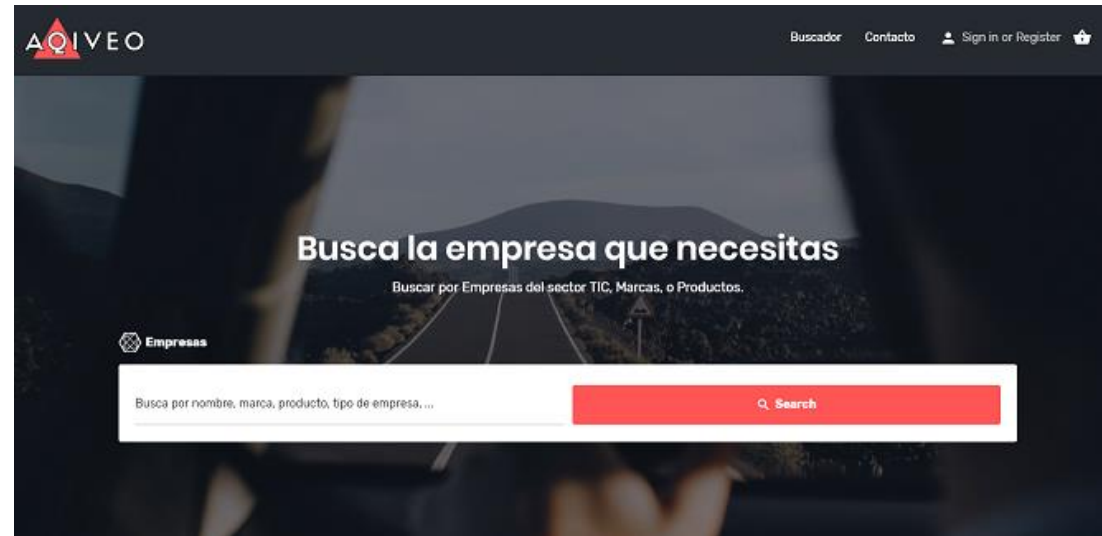 AQIVEO
Buscador Contacto Sign in or Register
Busca la empresa que necesitas
Buscar por Empresas del sector TIC, Marcas, o Productos.
Empresas
Busca por nombre, marca, producto, tipo de empresa, ...
Search